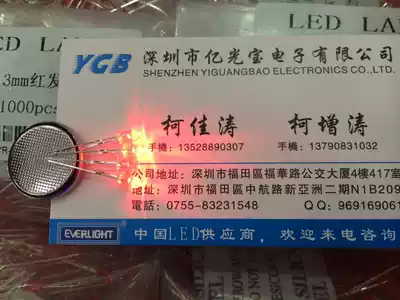 LED LA
LED LA
3mm红发
1000pcs
YGB
深圳市亿光宝电子有限公司
SHENZHEN YIGUANGBAO ELECTRONICS CO.,LTD.
柯佳涛 柯增涛
手機：13528890307 手機：13790831032
公司地址：深圳市福田區福華路公交大厦4樓417室
地址：深圳市福田區中航路新亞洲二期N1B209
電話：0755-83231548 QQ：969169061
EVERLIGHT 中国LED供应商，欢迎来电咨询